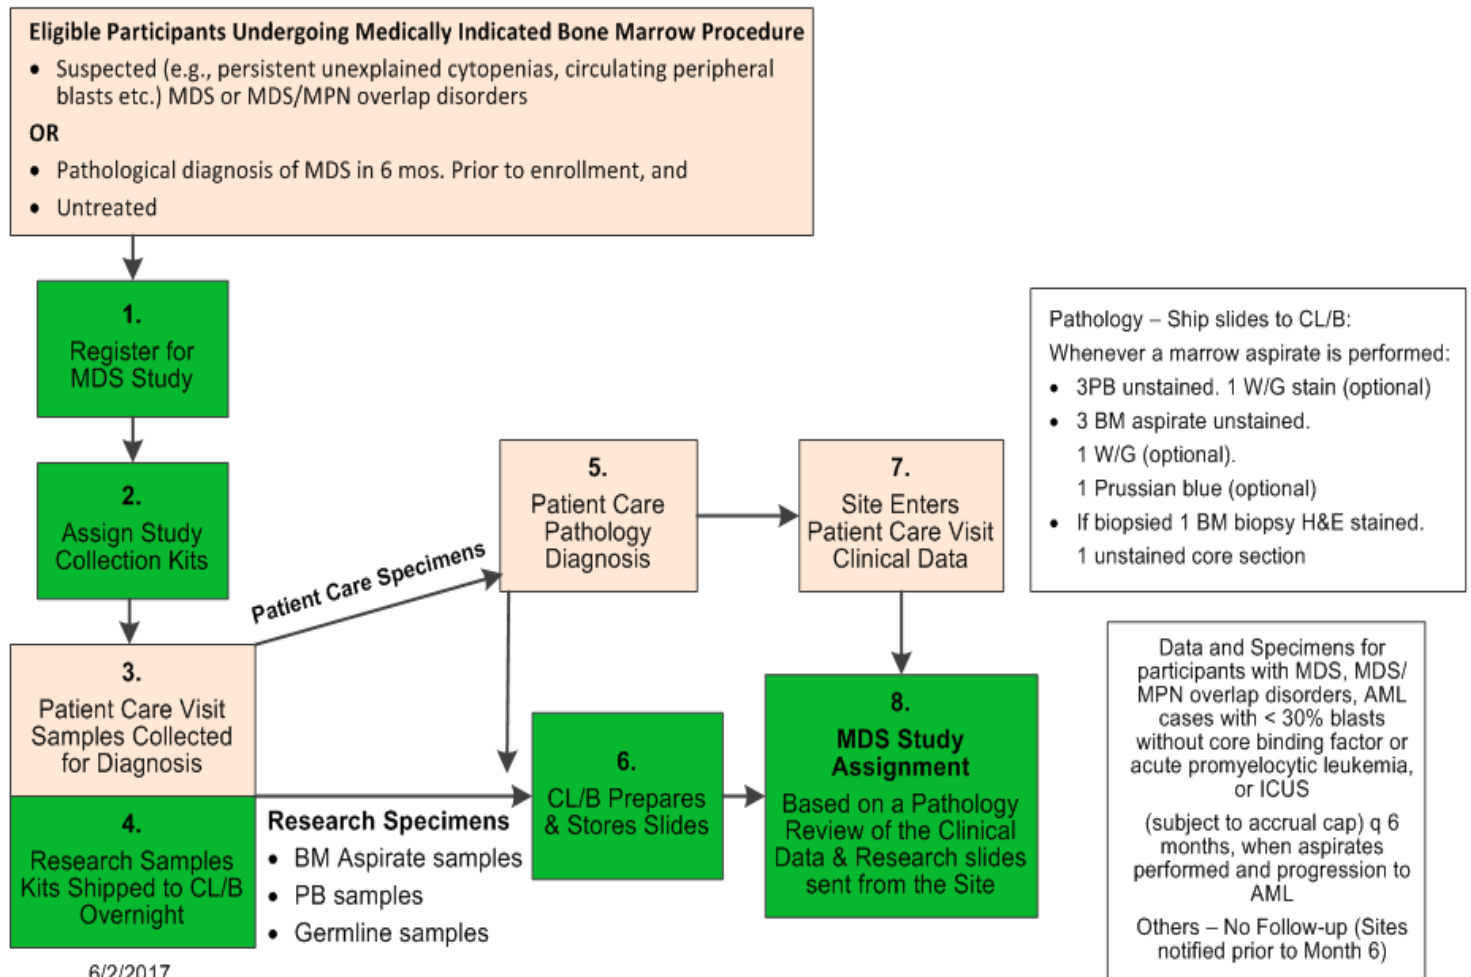 Eligible Participants Undergoing Medically Indicated Bone Marrow Procedure
• Suspected (e.g., persistent unexplained cytopenias, circulating peripheral
blasts etc.) MDS or MDS/MPN overlap disorders
OR
• Pathological diagnosis of MDS in 6 mos. Prior to enrollment, and
• Untreated
1.
Register for
MDS Study
2.
Assign Study
Collection Kits
3.
Patient Care Visit
Samples Collected
for Diagnosis
4.
Research Samples
Kits Shipped to CL/B
Overnight
6/2/2017
Patient Care Specimens
Research Specimens
• BM Aspirate samples
• PB samples
• Germline samples
5.
Patient Care
Pathology
Diagnosis
6.
CL/B Prepares
& Stores Slides
7.
Site Enters
Patient Care Visit
Clinical Data
8.
MDS Study
Assignment
Based on a Pathology
Review of the Clinical
Data & Research slides
sent from the Site
Pathology – Ship slides to CL/B:
Whenever a marrow aspirate is performed:
• 3PB unstained. 1 W/G stain (optional)
• 3 BM aspirate unstained.
1 W/G (optional).
1 Prussian blue (optional)
• If biopsied 1 BM biopsy H&E stained.
1 unstained core section
Data and Specimens for
participants with MDS, MDS/
MPN overlap disorders, AML
cases with < 30% blasts
without core binding factor or
acute promyelocytic leukemia,
or ICUS
(subject to accrual cap) q 6
months, when aspirates
performed and progression to
AML
Others – No Follow-up (Sites
notified prior to Month 6)